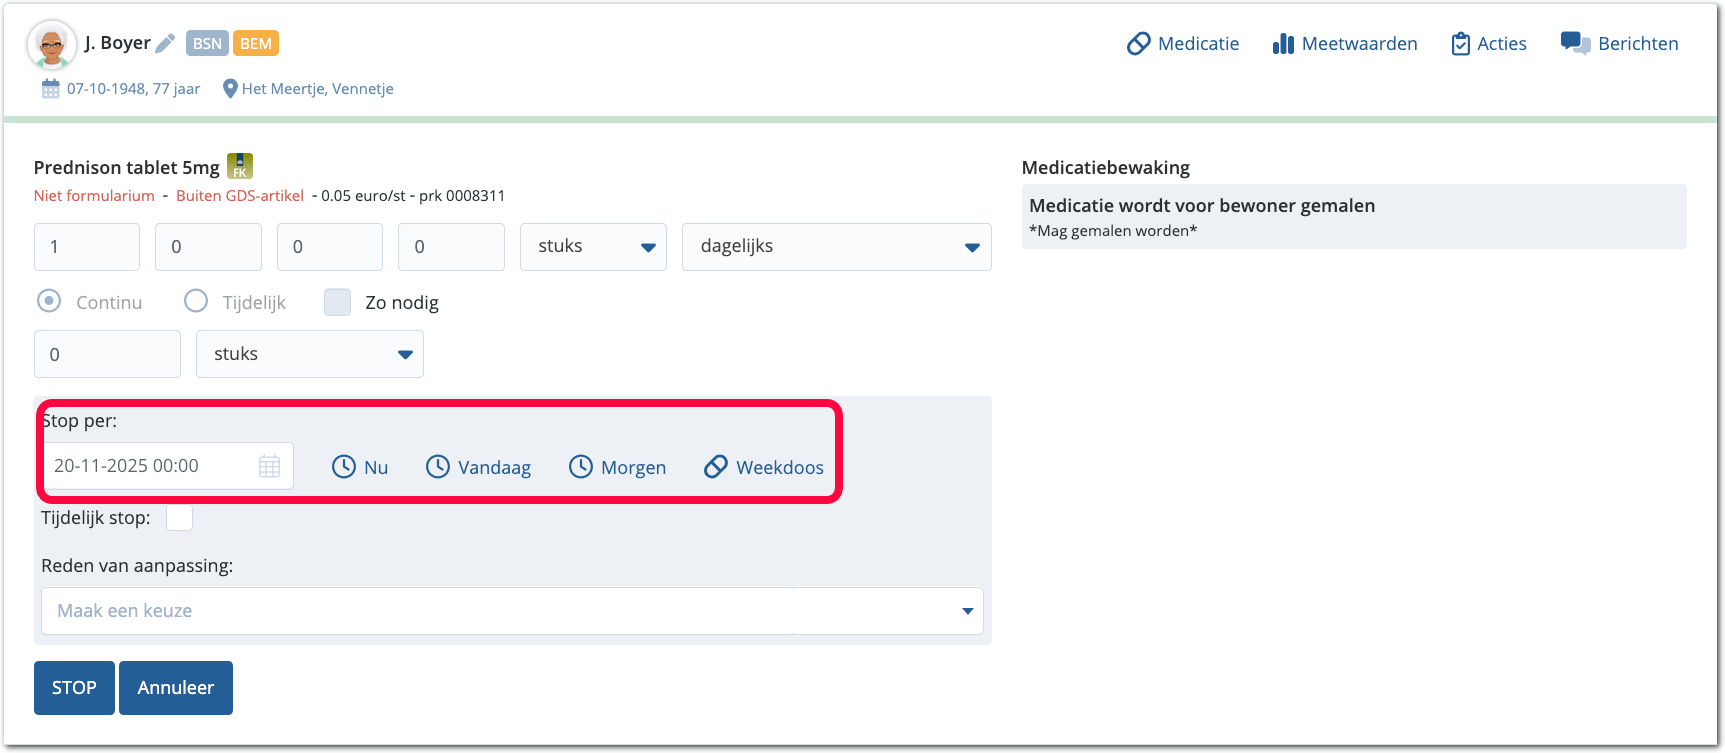 J. Boyer BSN BEM
Medicatie Meetwaarden Acties Berichten
07-10-1948, 77 jaar Het Meertje, Vennetje
Prednison tablet 5mg FK
Niet formularium - Buiten GDS-artikel - 0.05 euro/st - prk 0008311
1 0 0 0 stuks dagelijks
Continu Tijdelijk Zo nodig
0 stuks
Stop per:
20-11-2025 00:00 Nu Vandaag Morgen Weekdoos
Tijdelijk stop:
Reden van aanpassing:
Maak een keuze
STOP Annuleer
Medicatiebewaking
Medicatie wordt voor bewoner gemalen
*Mag gemalen worden*